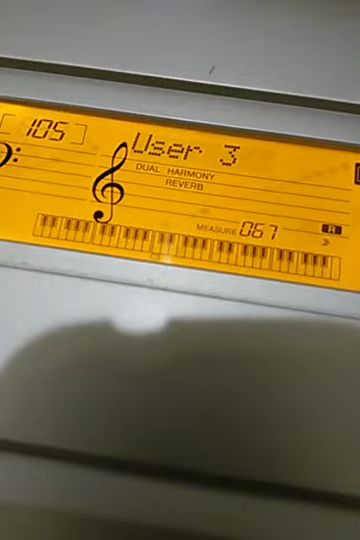 105
User 3
DUAL HARMONY
REVERB
MEASURE 067
R